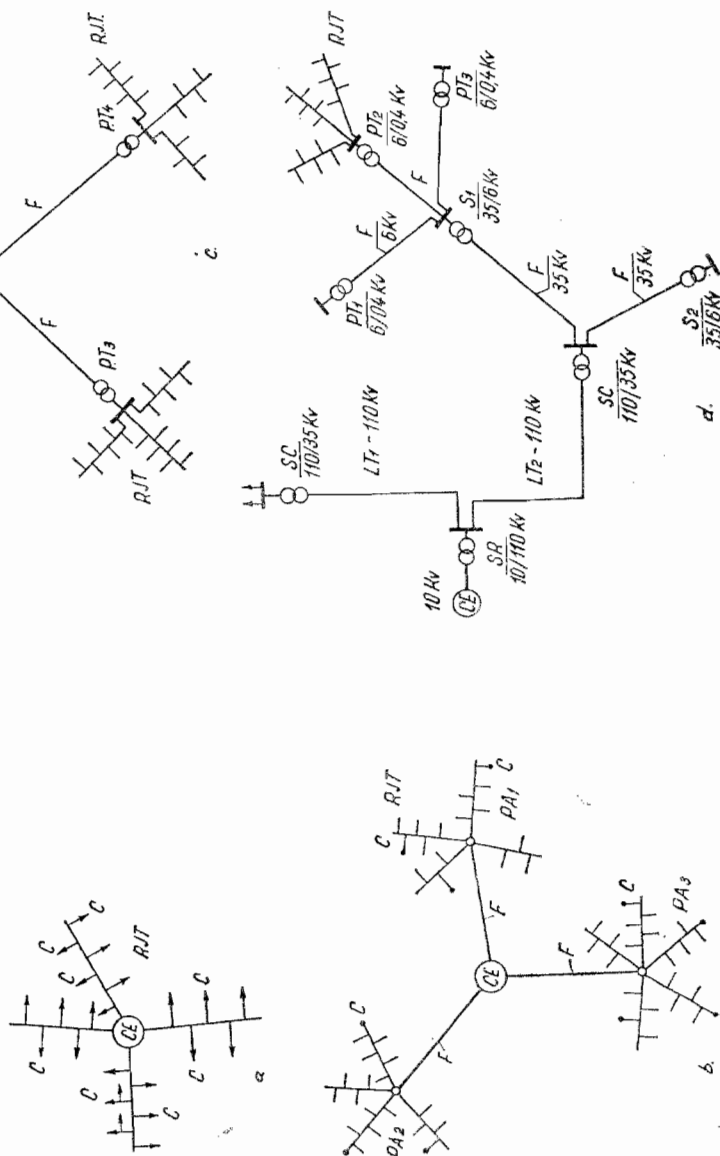 C
C
C
C
C
C
C
CE
RJT
a
C
RJT
C
PA1
F
CE
F
F
C
PA2
C
C
PA3
b.
F
F
PT3
RJT
PT4
RJT.
c.
10 Kv
CE
SR
10/110 Kv
SC
110/35 Kv
LT1 - 110 Kv
LT2 - 110 Kv
SC
110/35 Kv
F
35 Kv
F
35 Kv
S2
35/6 Kv
S1
35/6 Kv
F
6 Kv
PT1
6/0,4 Kv
F
PT2
6/0,4 Kv
RJT
PT3
6/0,4 Kv
d.